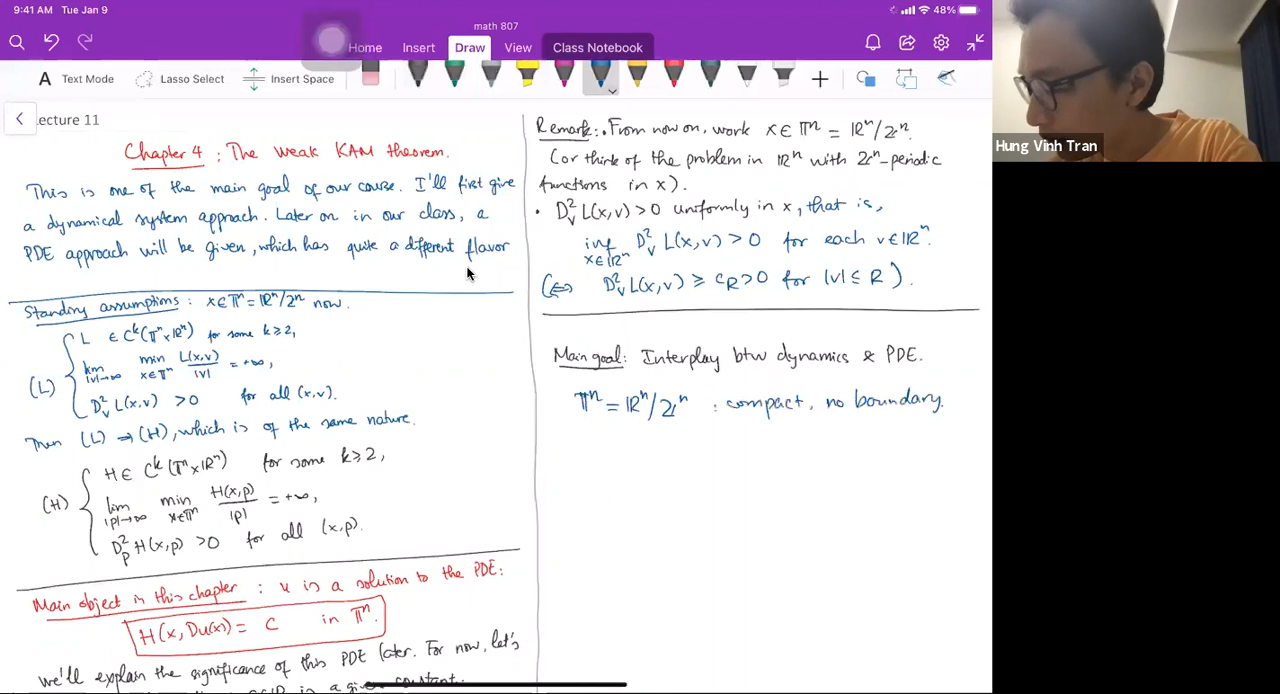 9:41 AM Tue Jan 9
48%
math 807
Home Insert Draw View Class Notebook
A Text Mode Lasso Select Insert Space
ecture 11
Chapter 4 : The weak KAM theorem.
This is one of the main goal of our course. I'll first give
a dynamical system approach. Later on in our class, a
PDE approach will be given, which has quite a different flavor
Standing assumptions : x∈𝕋ⁿ = ℝⁿ/ℤⁿ now.
(L) { L ∈ Cᵏ(𝕋ⁿ×ℝⁿ) for some k≥2,
lim |v|→∞ min x∈𝕋ⁿ L(x,v)/|v| = +∞,
D²ᵥ L(x,v) > 0 for all (x,v).
Then (L) → (H), which is of the same nature.
(H) { H ∈ Cᵏ(𝕋ⁿ×ℝⁿ) for some k≥2,
lim |p|→∞ min x∈𝕋ⁿ H(x,p)/|p| = +∞,
D²ₚ H(x,p) >0 for all (x,p).
Main object in this chapter : u is a solution to the PDE:
H(x, Du(x)) = C in 𝕋ⁿ.
we'll explain the significance of this PDE later. For now, let's
is a given constant.
Remark: . From now on, work x∈𝕋ⁿ = ℝⁿ/ℤⁿ.
(or think of the problem in ℝⁿ with ℤⁿ-periodic
functions in x).
• D²ᵥ L(x,v) > 0 uniformly in x, that is,
inf x∈ℝⁿ D²ᵥ L(x,v) > 0 for each v∈ℝⁿ.
(⇔ D²ᵥ L(x,v) ≥ c_R > 0 for |v| ≤ R ).
Main goal: Interplay btw dynamics & PDE.
𝕋ⁿ = ℝⁿ/ℤⁿ : compact, no boundary.
Hung Vinh Tran